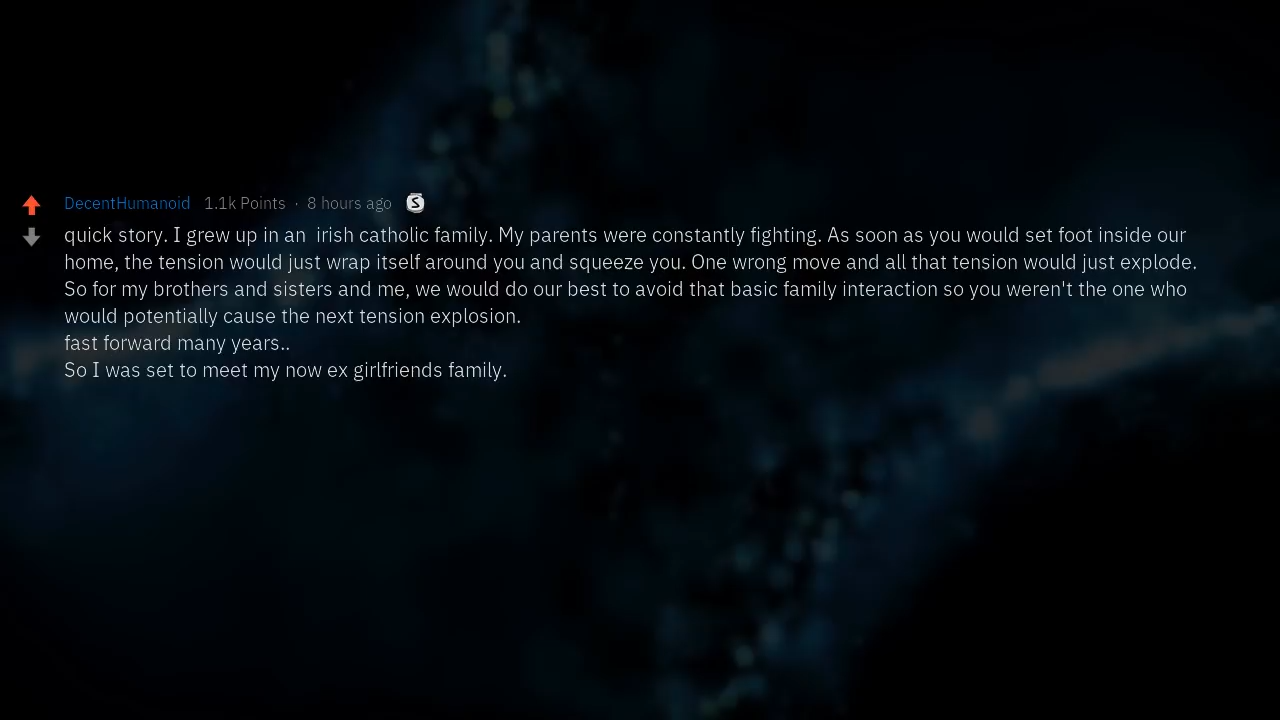 DecentHumanoid 1.1k Points · 8 hours ago
quick story. I grew up in an  irish catholic family. My parents were constantly fighting. As soon as you would set foot inside our
home, the tension would just wrap itself around you and squeeze you. One wrong move and all that tension would just explode.
So for my brothers and sisters and me, we would do our best to avoid that basic family interaction so you weren't the one who
would potentially cause the next tension explosion.
fast forward many years..
So I was set to meet my now ex girlfriends family.